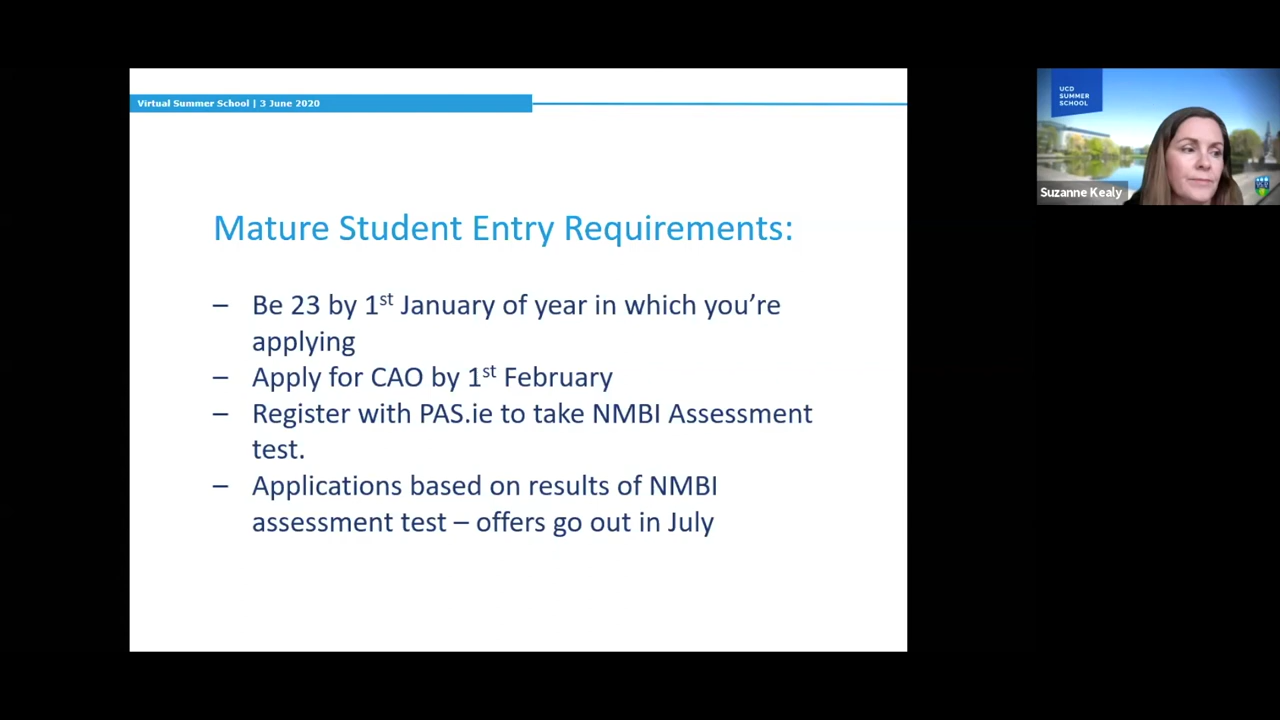 Virtual Summer School | 3 June 2020
UCD
SUMMER
SCHOOL
Suzanne Kealy
Mature Student Entry Requirements:
– Be 23 by 1st January of year in which you’re
applying
– Apply for CAO by 1st February
– Register with PAS.ie to take NMBI Assessment
test.
– Applications based on results of NMBI
assessment test – offers go out in July